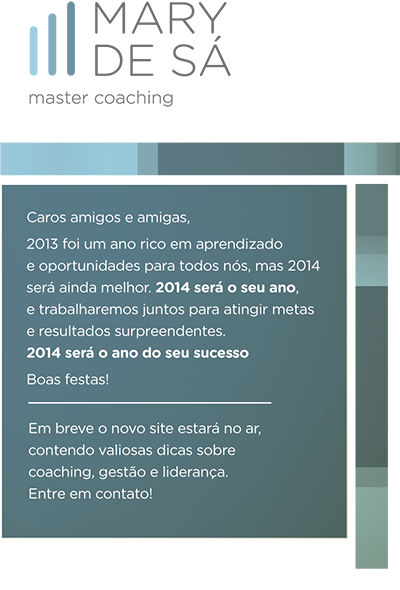 MARY
DE SÁ
master coaching
Caros amigos e amigas,
2013 foi um ano rico em aprendizado
e oportunidades para todos nós, mas 2014
será ainda melhor. 2014 será o seu ano,
e trabalharemos juntos para atingir metas
e resultados surpreendentes.
2014 será o ano do seu sucesso
Boas festas!
Em breve o novo site estará no ar,
contendo valiosas dicas sobre
coaching, gestão e liderança.
Entre em contato!